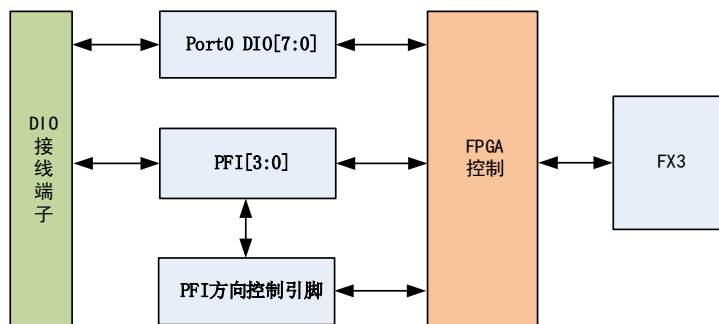 Port0 DIO[7:0]
DIO
接
线
端
子
PFI[3:0]
FPGA
控制
FX3
PFI方向控制引脚